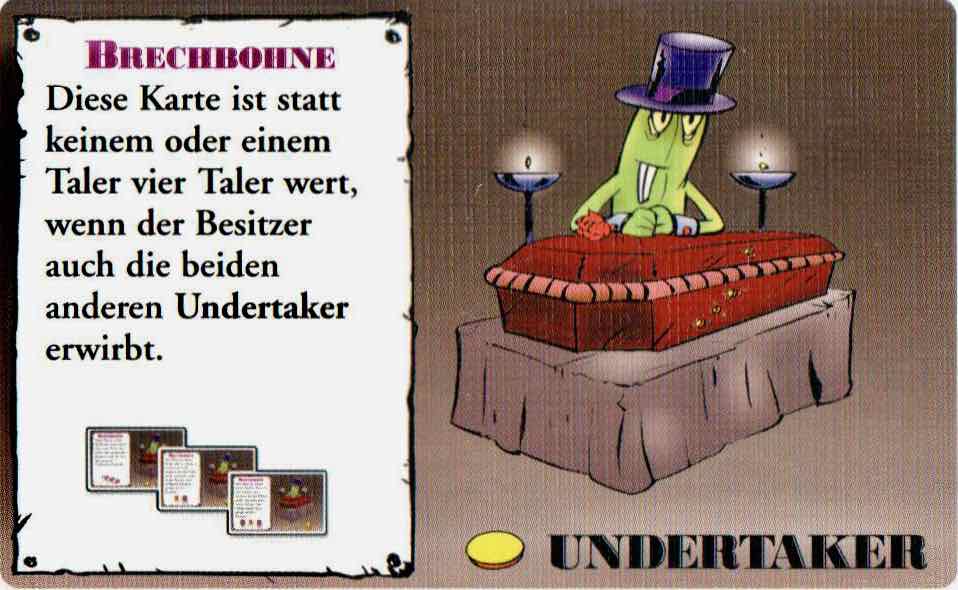 BRECHBOHNE
Diese Karte ist statt
keinem oder einem
Taler vier Taler wert,
wenn der Besitzer
auch die beiden
anderen Undertaker
erwirbt.
UNDERTAKER